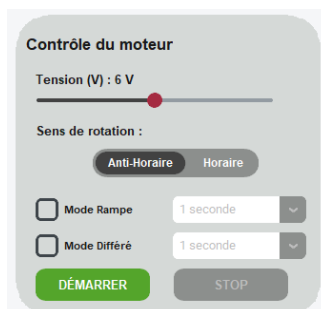 Contrôle du moteur
Tension (V) : 6 V
Sens de rotation :
Anti-Horaire Horaire
Mode Rampe 1 seconde
Mode Différé 1 seconde
DÉMARRER STOP